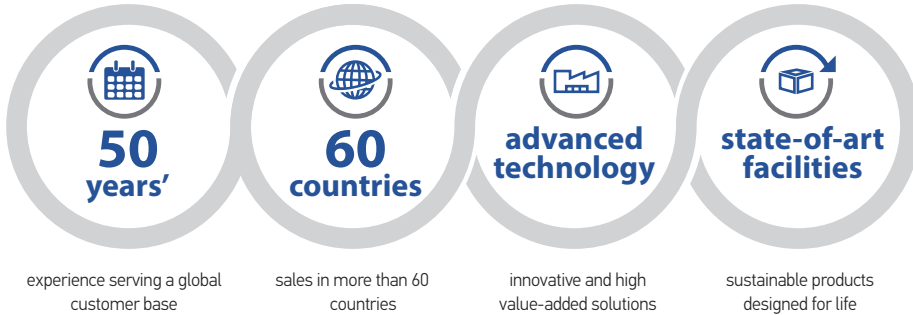 50
years’
experience serving a global
customer base
60
countries
sales in more than 60
countries
advanced
technology
innovative and high
value-added solutions
state-of-art
facilities
sustainable products
designed for life